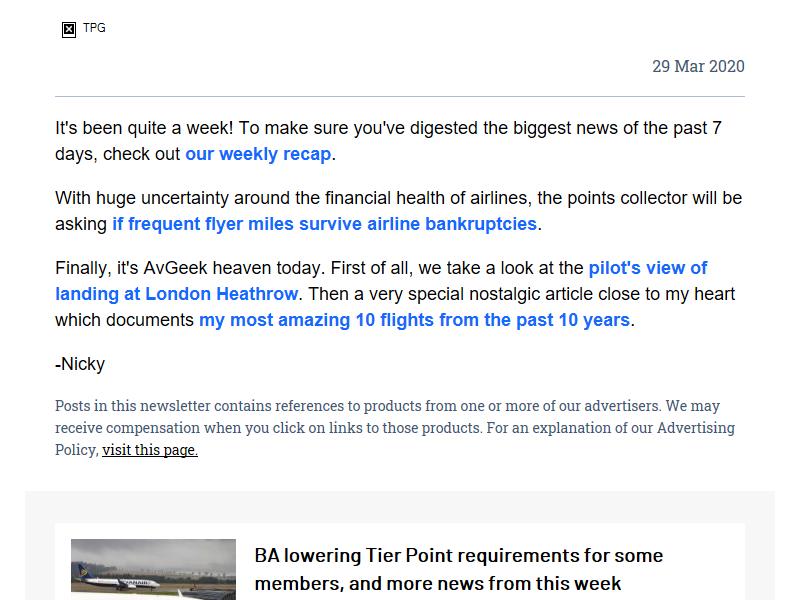 TPG
29 Mar 2020
It's been quite a week! To make sure you've digested the biggest news of the past 7
days, check out our weekly recap.
With huge uncertainty around the financial health of airlines, the points collector will be
asking if frequent flyer miles survive airline bankruptcies.
Finally, it's AvGeek heaven today. First of all, we take a look at the pilot's view of
landing at London Heathrow. Then a very special nostalgic article close to my heart
which documents my most amazing 10 flights from the past 10 years.
-Nicky
Posts in this newsletter contains references to products from one or more of our advertisers. We may
receive compensation when you click on links to those products. For an explanation of our Advertising
Policy, visit this page.
BA lowering Tier Point requirements for some
members, and more news from this week